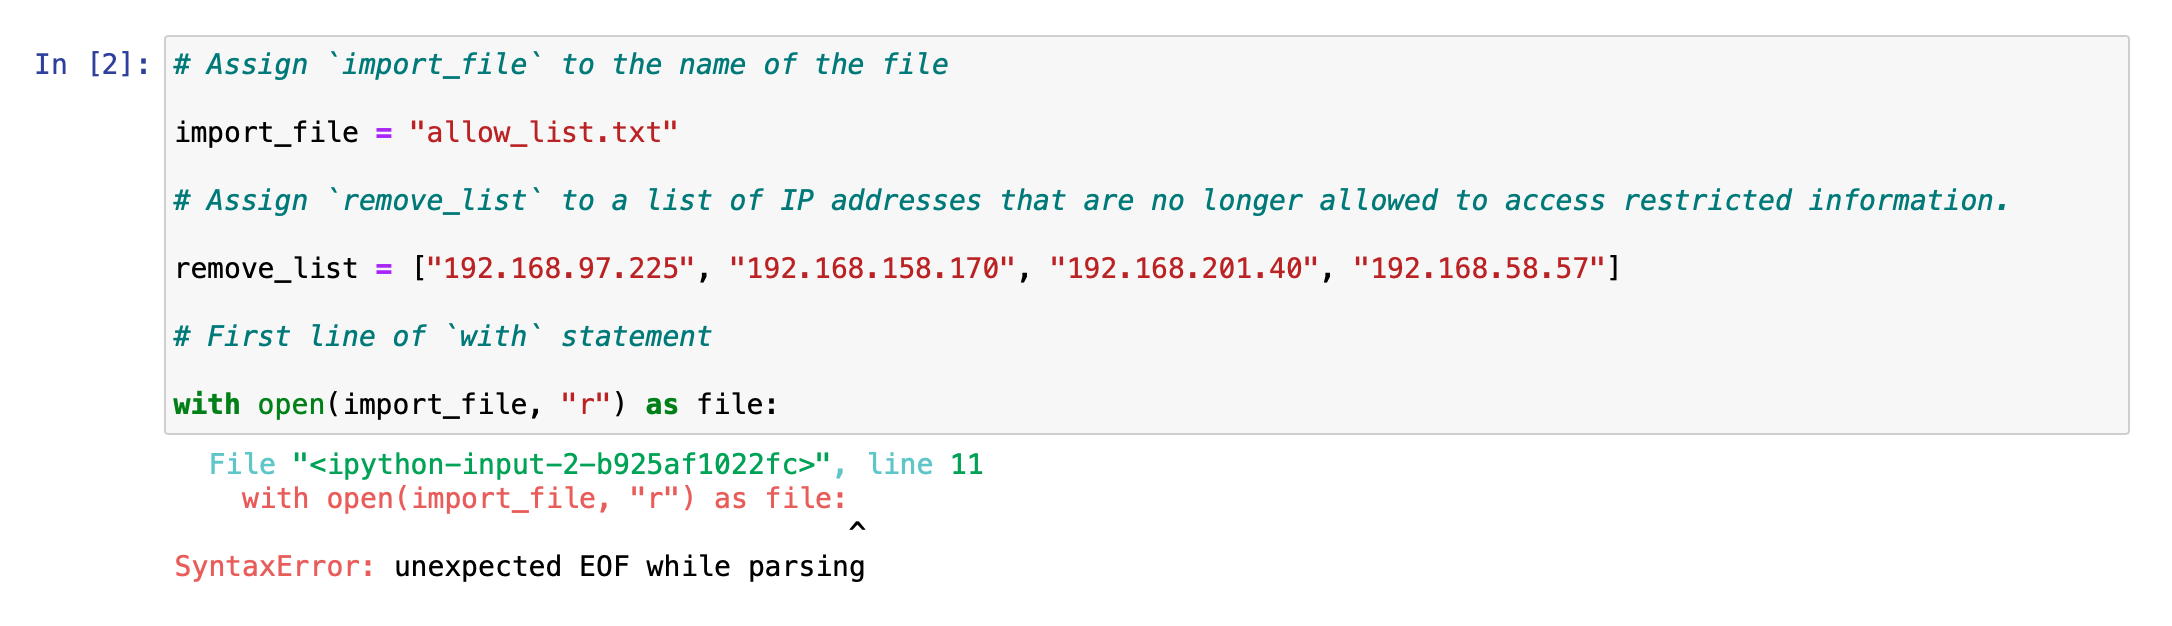 In [2]: # Assign `import_file` to the name of the file
import_file = "allow_list.txt"
# Assign `remove_list` to a list of IP addresses that are no longer allowed to access restricted information.
remove_list = ["192.168.97.225", "192.168.158.170", "192.168.201.40", "192.168.58.57"]
# First line of `with` statement
with open(import_file, "r") as file:
File "<ipython-input-2-b925af1022fc>", line 11
with open(import_file, "r") as file:
^
SyntaxError: unexpected EOF while parsing